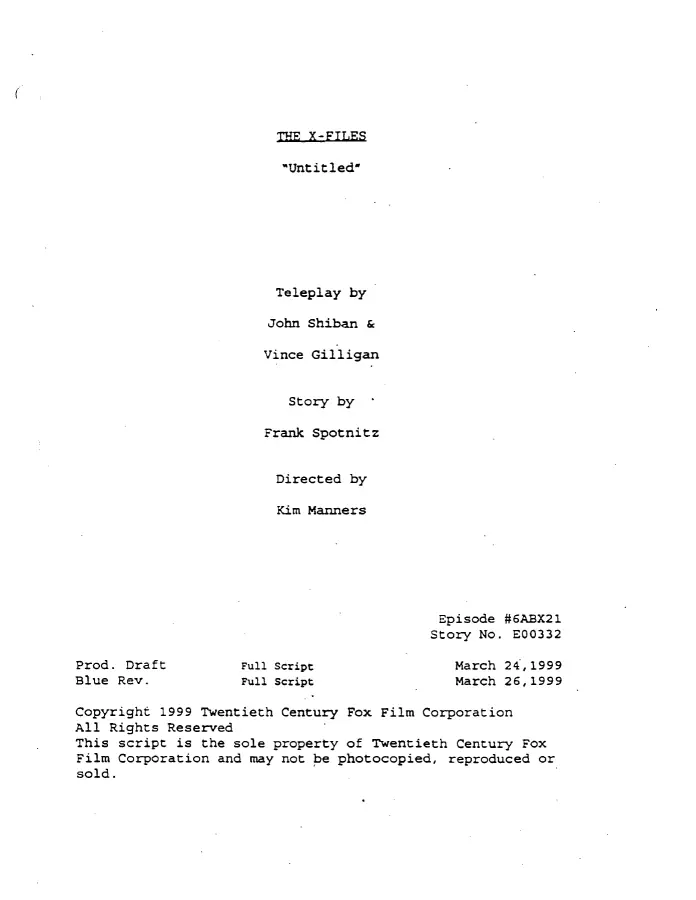 THE X-FILES
"Untitled"
Teleplay by
John Shiban &
Vince Gilligan
Story by
Frank Spotnitz
Directed by
Kim Manners
Episode #6ABX21
Story No. E00332
Prod. Draft Full Script March 24,1999
Blue Rev. Full Script March 26,1999
Copyright 1999 Twentieth Century Fox Film Corporation
All Rights Reserved
This script is the sole property of Twentieth Century Fox
Film Corporation and may not be photocopied, reproduced or
sold.